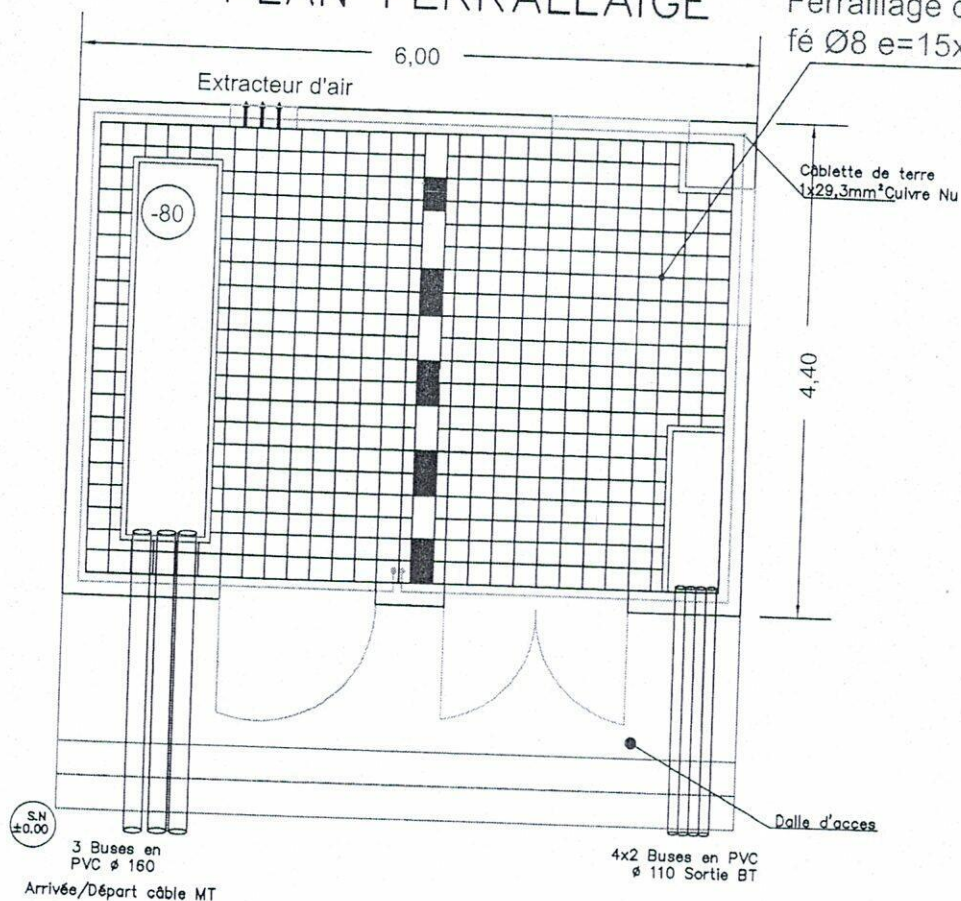 PLAN FERRALLAIGE
Ferraillage
fé Ø8 e=15x
6,00
Extracteur d'air
Câblette de terre
1x29,3mm²Cuivre Nu
-80
4,40
S.N
±0.00
3 Buses en
PVC ø 160
Arrivée/Départ câble MT
4x2 Buses en PVC
ø 110 Sortie BT
Dalle d'acces